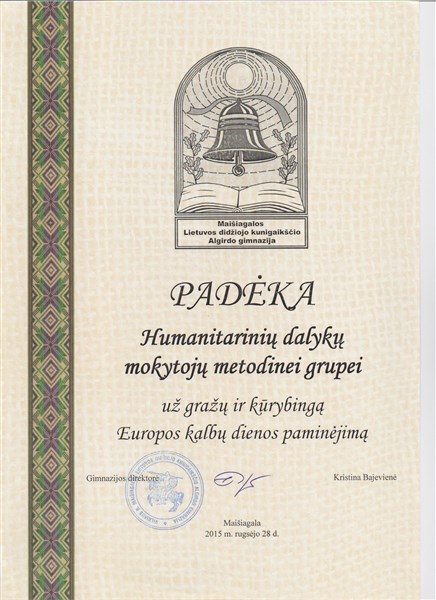 Maišiagalos
Lietuvos didžiojo kunigaikščio
Algirdo gimnazija
PADĖKA
Humanitarinių dalykų
mokytojų metodinei grupei
už gražų ir kūrybingą
Europos kalbų dienos paminėjimą
Gimnazijos direktorė
Kristina Bajevienė
Maišiagala
2015 m. rugsėjo 28 d.